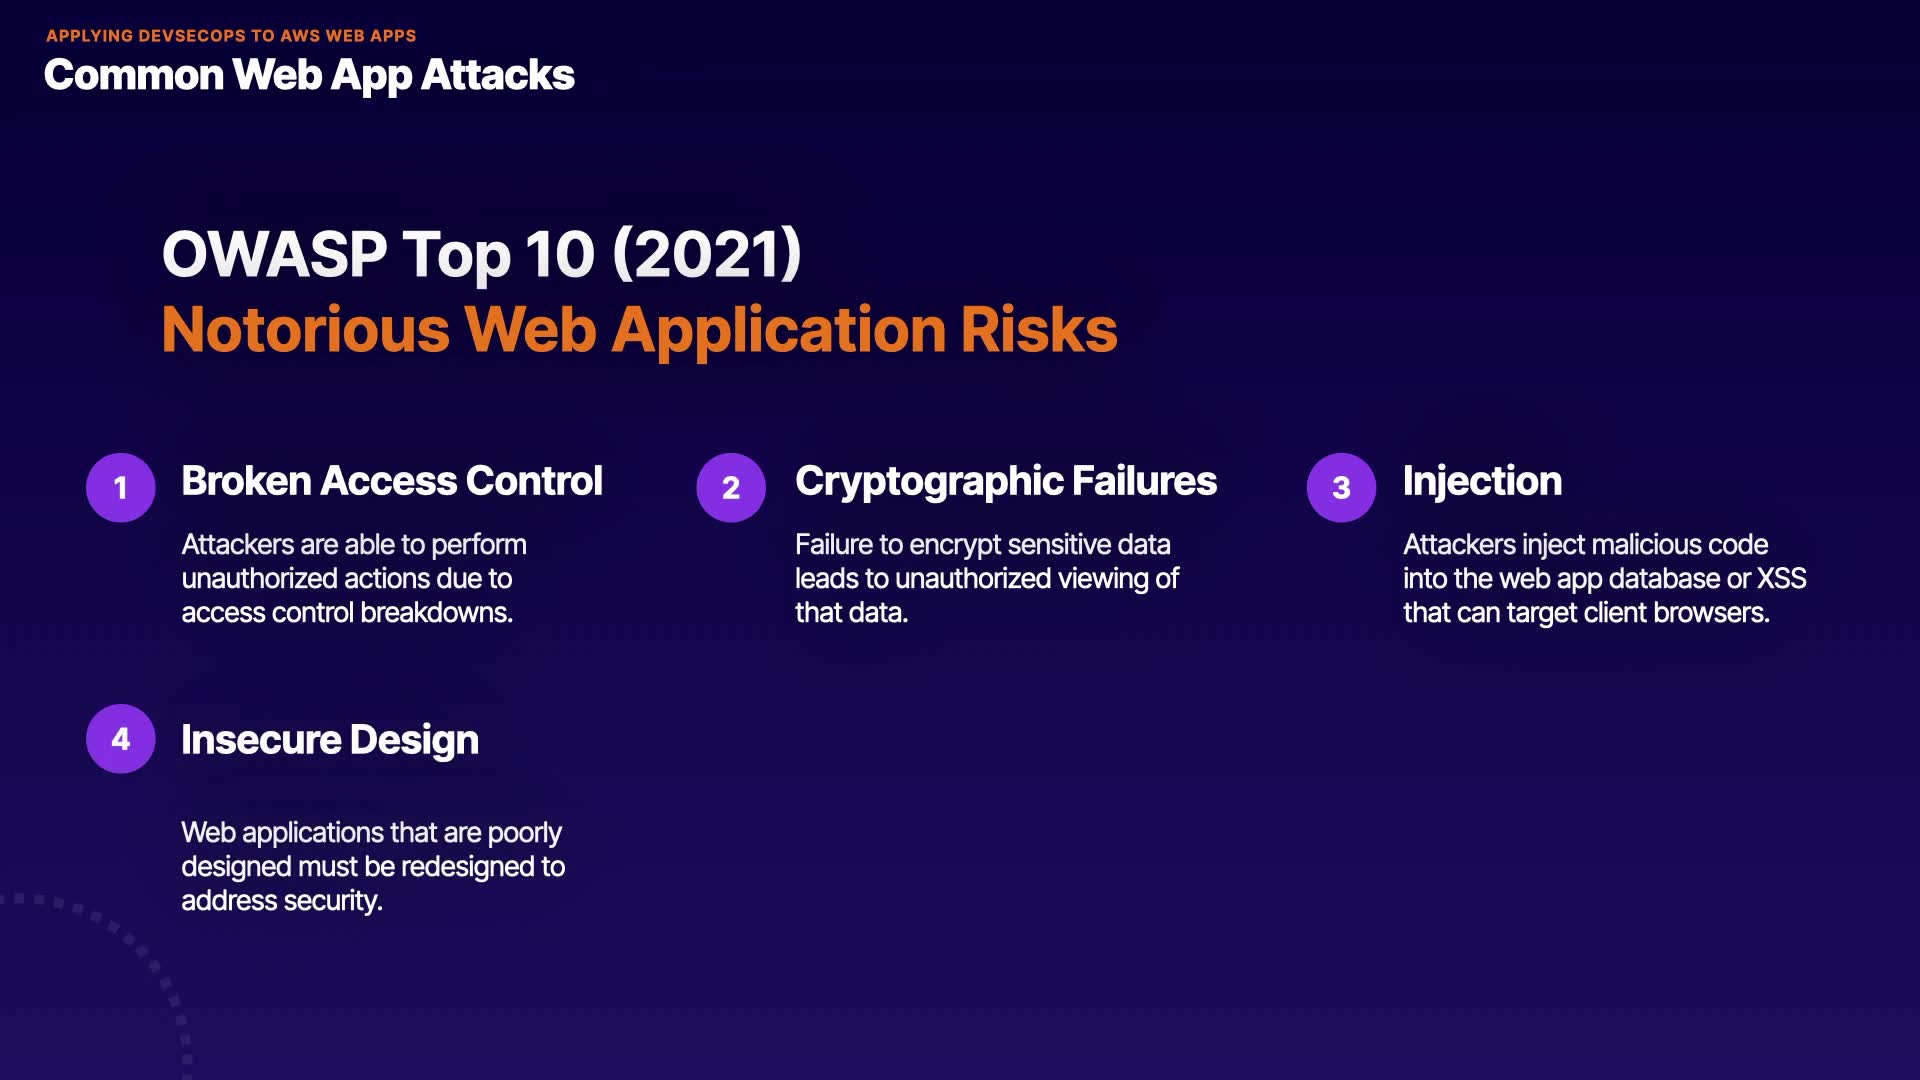 APPLYING DEVSECOPS TO AWS WEB APPS
Common Web App Attacks
OWASP Top 10 (2021)
Notorious Web Application Risks
1
Broken Access Control
Attackers are able to perform
unauthorized actions due to
access control breakdowns.
2
Cryptographic Failures
Failure to encrypt sensitive data
leads to unauthorized viewing of
that data.
3
Injection
Attackers inject malicious code
into the web app database or XSS
that can target client browsers.
4
Insecure Design
Web applications that are poorly
designed must be redesigned to
address security.